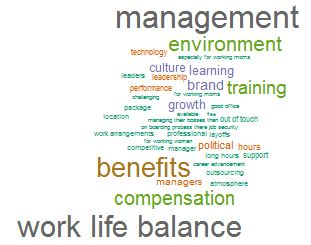 management
technology environment
especially for working moms
culture learning
leaders leadership
performance brand training
challenging for working moms
package growth good office
location available free
managing their bosses then out of touch
on boarding process there job security
work arrangements professional layoffs
for working women political hours
competitive manager
long hours support
benefits career advancement
outsourcing
managers atmosphere
compensation
work life balance